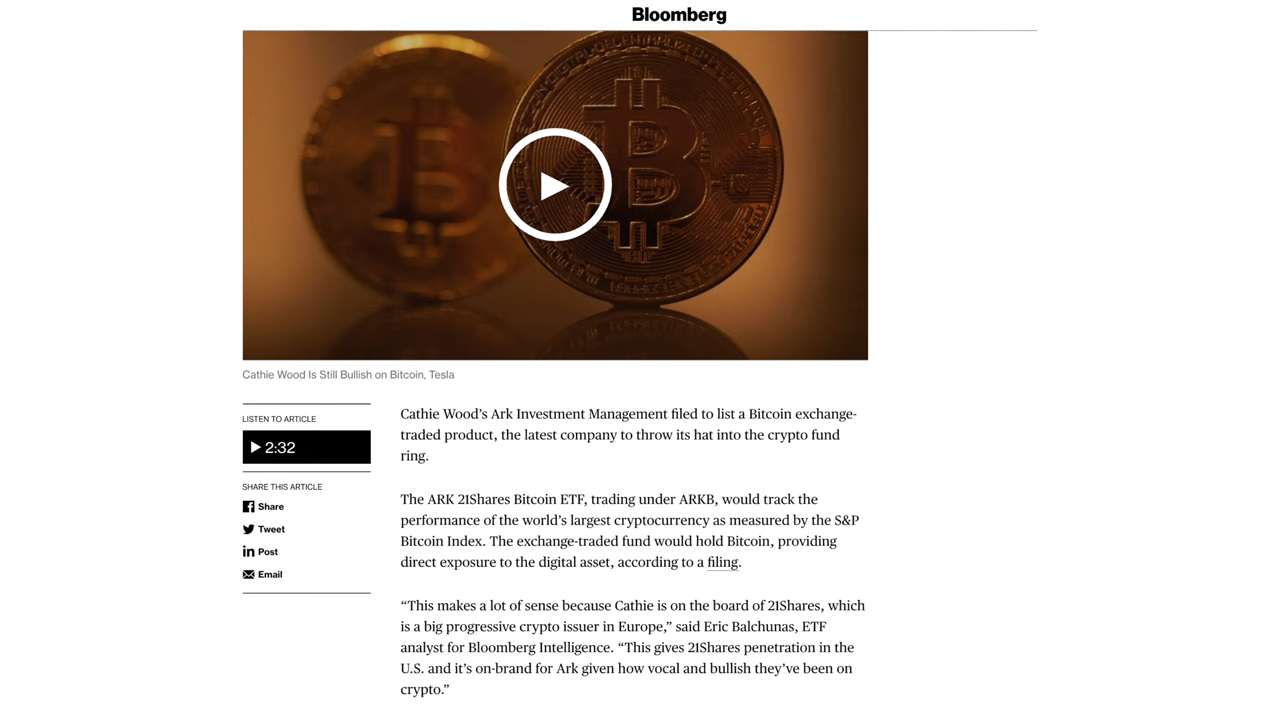 Bloomberg
Cathie Wood Is Still Bullish on Bitcoin, Tesla
LISTEN TO ARTICLE
2:32
SHARE THIS ARTICLE
Share
Tweet
Post
Email
Cathie Wood’s Ark Investment Management filed to list a Bitcoin exchange-
traded product, the latest company to throw its hat into the crypto fund
ring.
The ARK 21Shares Bitcoin ETF, trading under ARKB, would track the
performance of the world’s largest cryptocurrency as measured by the S&P
Bitcoin Index. The exchange-traded fund would hold Bitcoin, providing
direct exposure to the digital asset, according to a filing.
“This makes a lot of sense because Cathie is on the board of 21Shares, which
is a big progressive crypto issuer in Europe,” said Eric Balchunas, ETF
analyst for Bloomberg Intelligence. “This gives 21Shares penetration in the
U.S. and it’s on-brand for Ark given how vocal and bullish they’ve been on
crypto.”